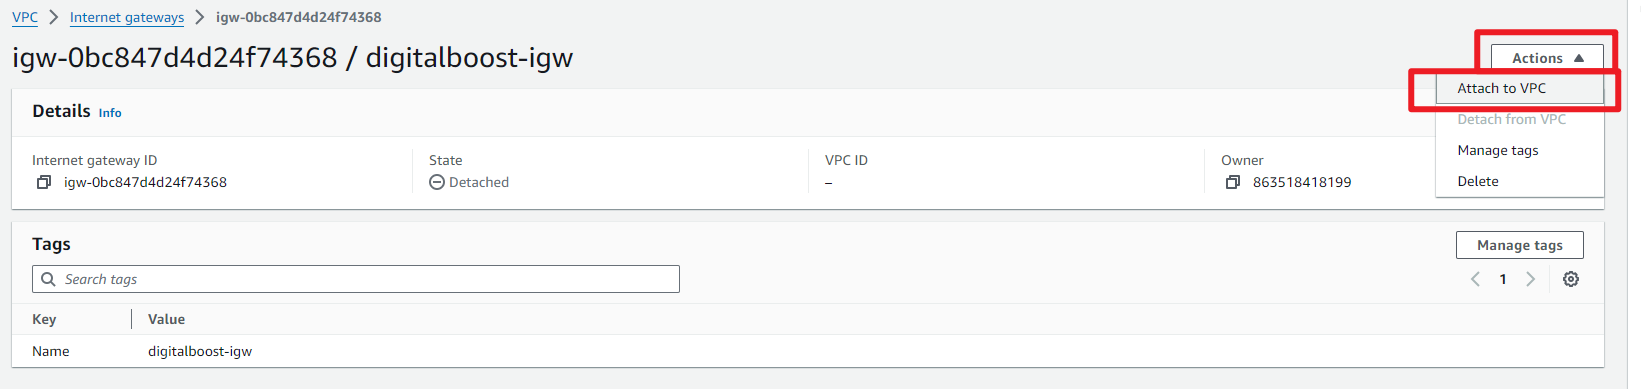 VPC > Internet gateways > igw-0bc847d4d24f74368
igw-0bc847d4d24f74368 / digitalboost-igw
Actions
Attach to VPC
Detach from VPC
Manage tags
Delete
Details Info
Internet gateway ID
igw-0bc847d4d24f74368
State
Detached
VPC ID
–
Owner
863518418199
Tags
Manage tags
Search tags
1
Key Value
Name digitalboost-igw